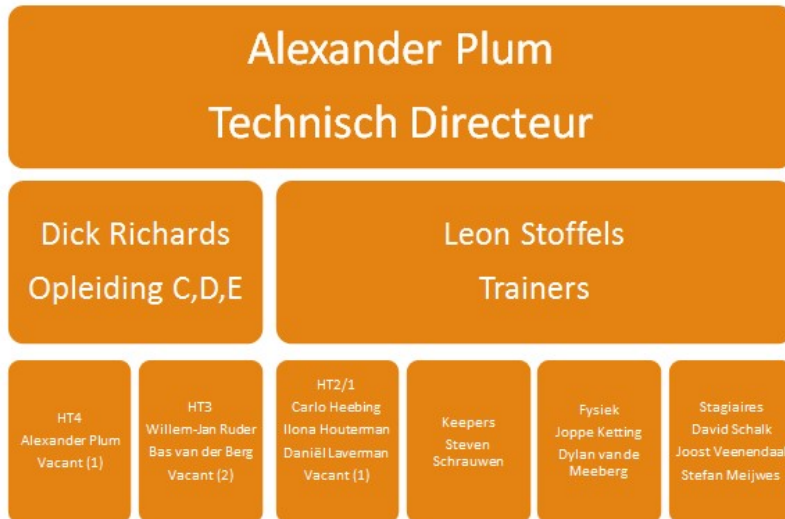 Alexander Plum
Technisch Directeur
Dick Richards
Opleiding C,D,E
Leon Stoffels
Trainers
HT4
Alexander Plum
Vacant (1)
HT3
Willem-Jan Ruder
Bas van der Berg
Vacant (2)
HT2/1
Carlo Heebing
Ilona Houterman
Daniël Laverman
Vacant (1)
Keepers
Steven
Schrauwen
Fysiek
Joppe Ketting
Dylan van de
Meeberg
Stagiaires
David Schalk
Joost Veenendaal
Stefan Meijwes